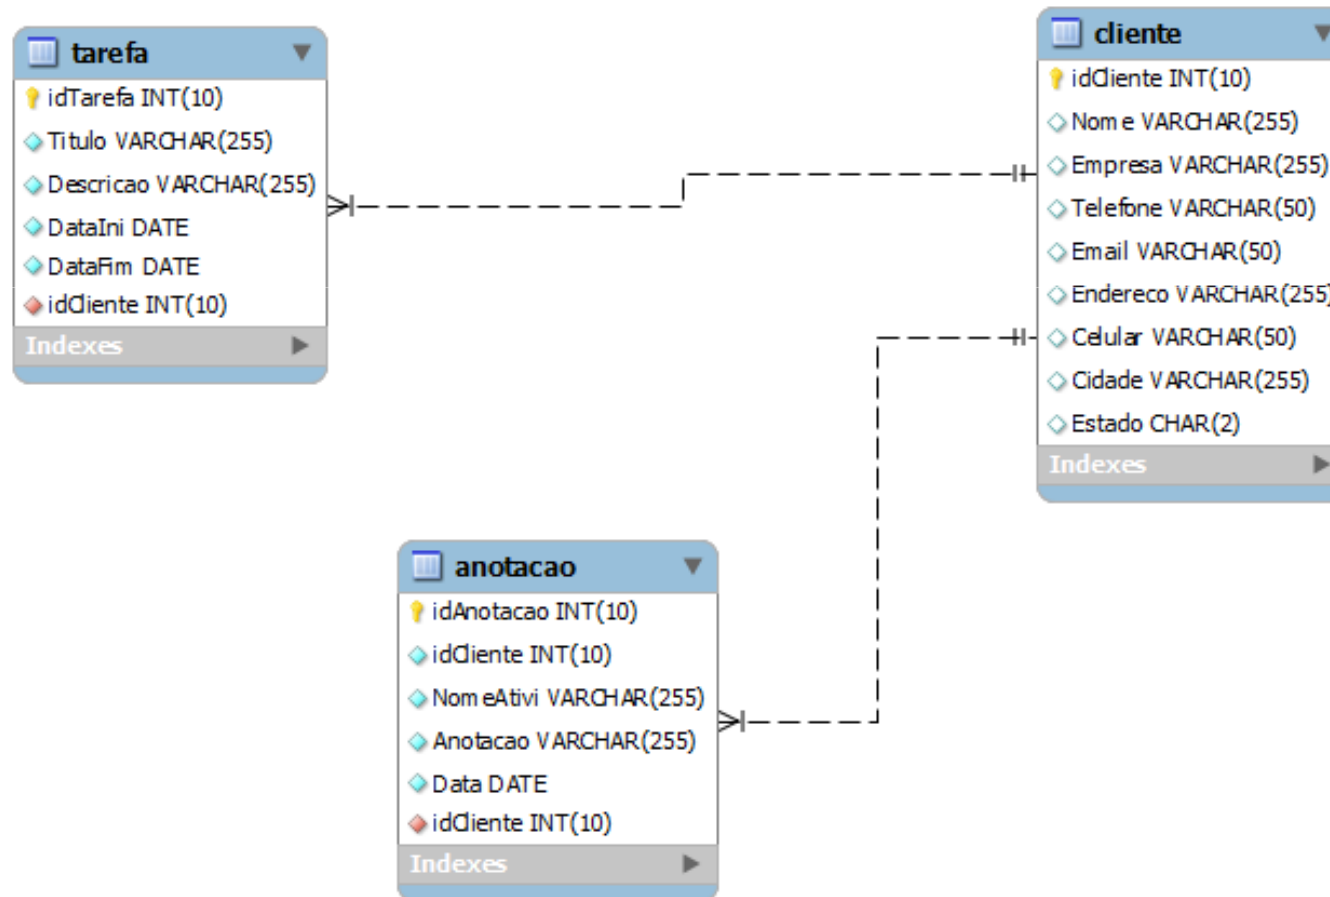 tarefa
idTarefa INT(10)
Titulo VARCHAR(255)
Descricao VARCHAR(255)
DataIni DATE
DataFim DATE
idCliente INT(10)
Indexes
cliente
idCliente INT(10)
Nome VARCHAR(255)
Empresa VARCHAR(255)
Telefone VARCHAR(50)
Email VARCHAR(50)
Endereco VARCHAR(255)
Celular VARCHAR(50)
Cidade VARCHAR(255)
Estado CHAR(2)
Indexes
anotacao
idAnotacao INT(10)
idCliente INT(10)
NomeAtivi VARCHAR(255)
Anotacao VARCHAR(255)
Data DATE
idCliente INT(10)
Indexes